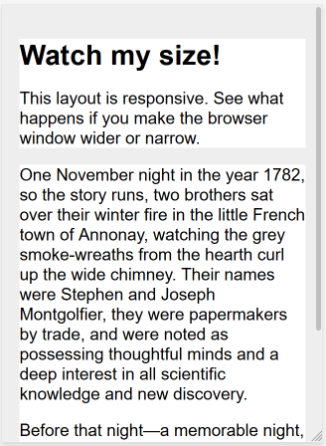 Watch my size!
This layout is responsive. See what
happens if you make the browser
window wider or narrow.
One November night in the year 1782,
so the story runs, two brothers sat
over their winter fire in the little French
town of Annonay, watching the grey
smoke-wreaths from the hearth curl
up the wide chimney. Their names
were Stephen and Joseph
Montgolfier, they were papermakers
by trade, and were noted as
possessing thoughtful minds and a
deep interest in all scientific
knowledge and new discovery.
Before that night—a memorable night,